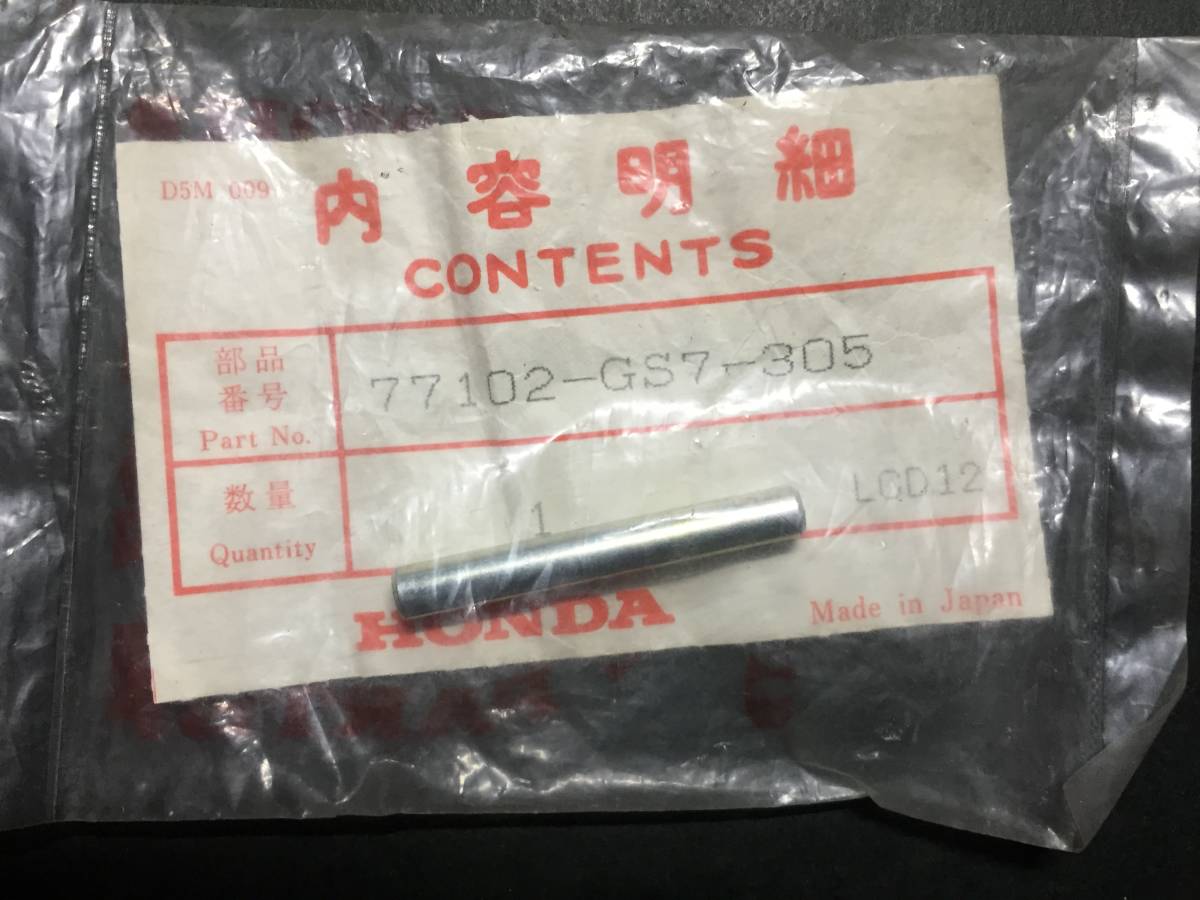 D5M 009
内容明細
CONTENTS
部品
番号
Part No.
77102-GS7-305
数量
Quantity
1
LGD12
HONDA
Made in Japan